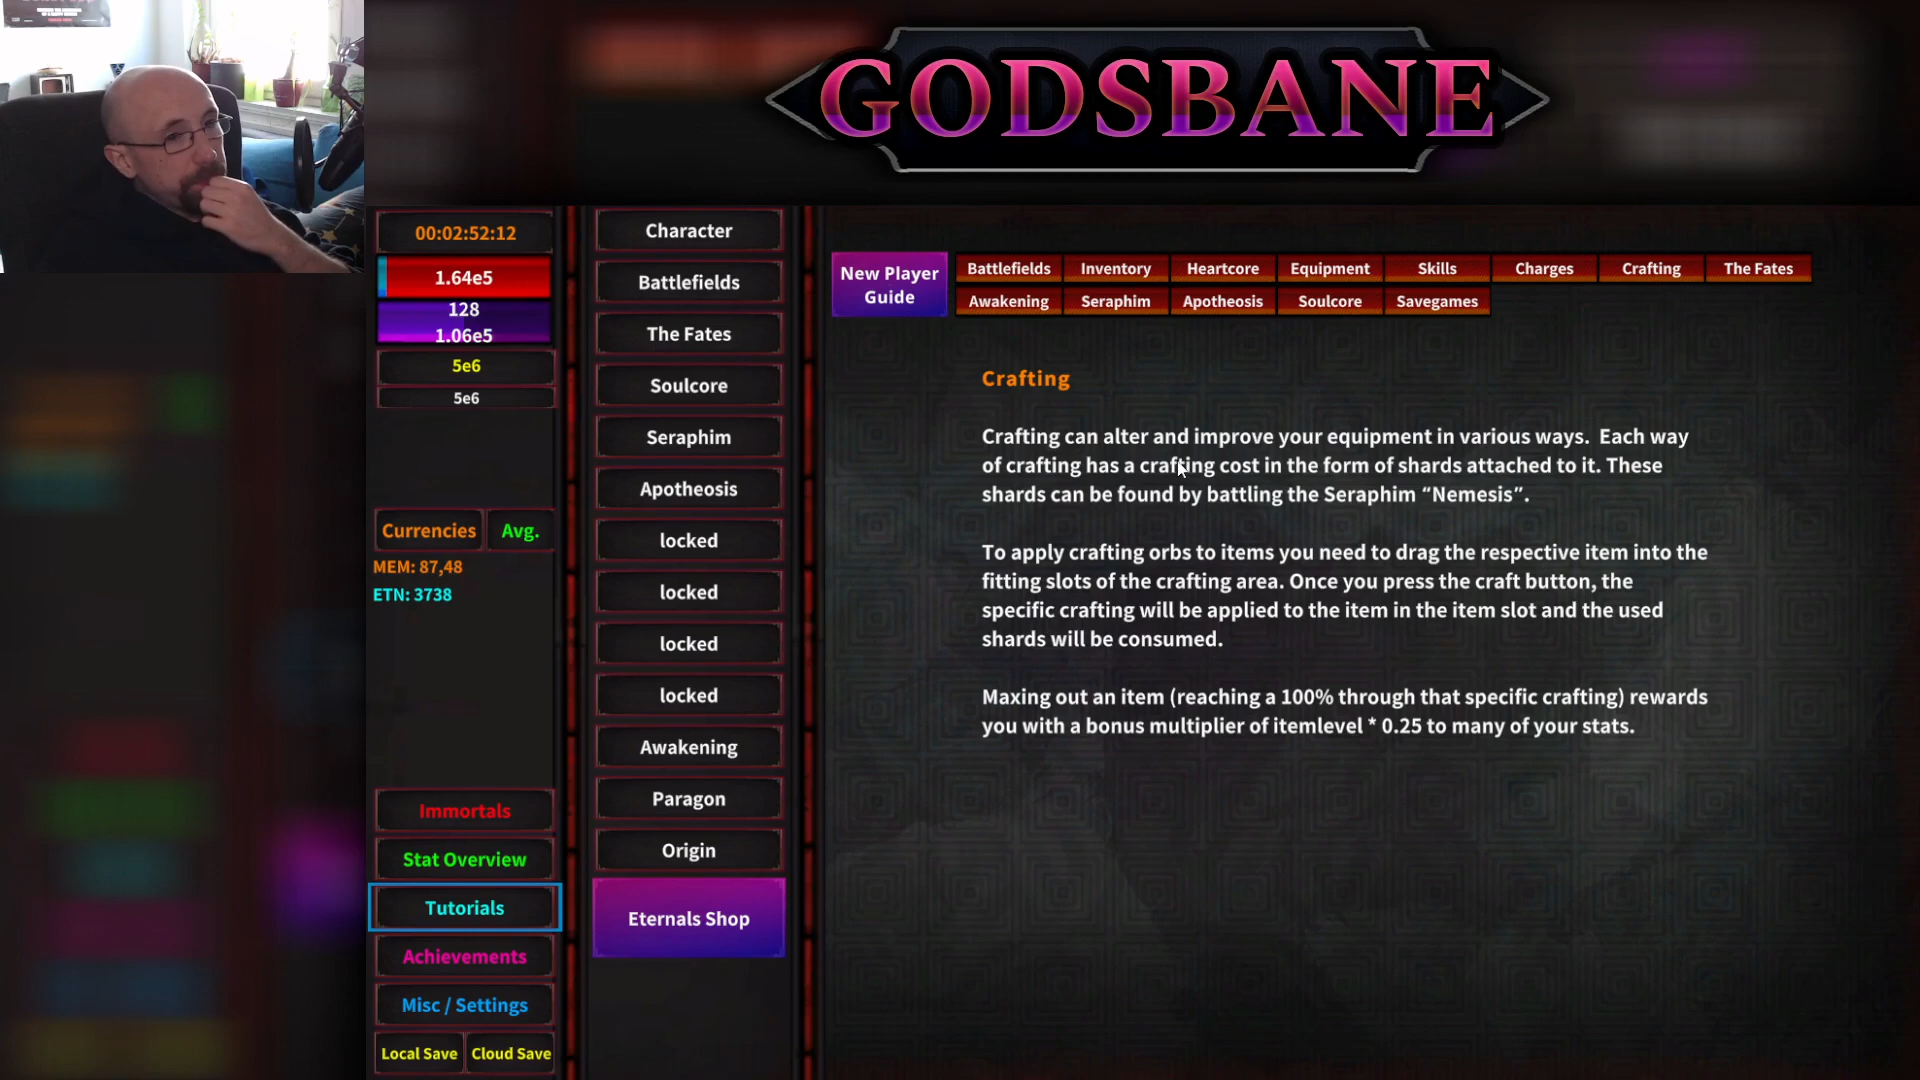 GODSBANE
00:02:52:12
1.64e5
128
1.06e5
5e6
5e6
Currencies Avg.
MEM: 87,48
ETN: 3738
Immortals
Stat Overview
Tutorials
Achievements
Misc / Settings
Local Save Cloud Save
Character
Battlefields
The Fates
Soulcore
Seraphim
Apotheosis
locked
locked
locked
locked
Awakening
Paragon
Origin
Eternals Shop
New Player
Guide
Battlefields Inventory Heartcore Equipment Skills Charges Crafting The Fates
Awakening Seraphim Apotheosis Soulcore Savegames
Crafting
Crafting can alter and improve your equipment in various ways. Each way
of crafting has a crafting cost in the form of shards attached to it. These
shards can be found by battling the Seraphim “Nemesis”.
To apply crafting orbs to items you need to drag the respective item into the
fitting slots of the crafting area. Once you press the craft button, the
specific crafting will be applied to the item in the item slot and the used
shards will be consumed.
Maxing out an item (reaching a 100% through that specific crafting) rewards
you with a bonus multiplier of itemlevel * 0.25 to many of your stats.